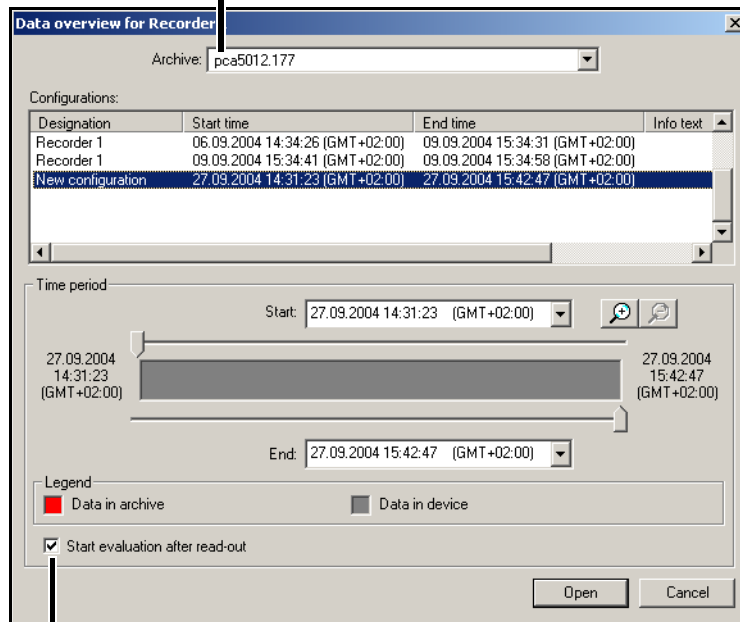 Data overview for Recorder
Archive: pca5012.177
Configurations:
Designation Start time End time Info text
Recorder 1 06.09.2004 14:34:26 (GMT+02:00) 09.09.2004 15:34:31 (GMT+02:00)
Recorder 1 09.09.2004 15:34:41 (GMT+02:00) 09.09.2004 15:34:58 (GMT+02:00)
New configuration 27.09.2004 14:31:23 (GMT+02:00) 27.09.2004 15:42:47 (GMT+02:00)
Time period
Start: 27.09.2004 14:31:23 (GMT+02:00)
27.09.2004
14:31:23
(GMT+02:00)
27.09.2004
15:42:47
(GMT+02:00)
End: 27.09.2004 15:42:47 (GMT+02:00)
Legend
Data in archive Data in device
Start evaluation after read-out
Open Cancel